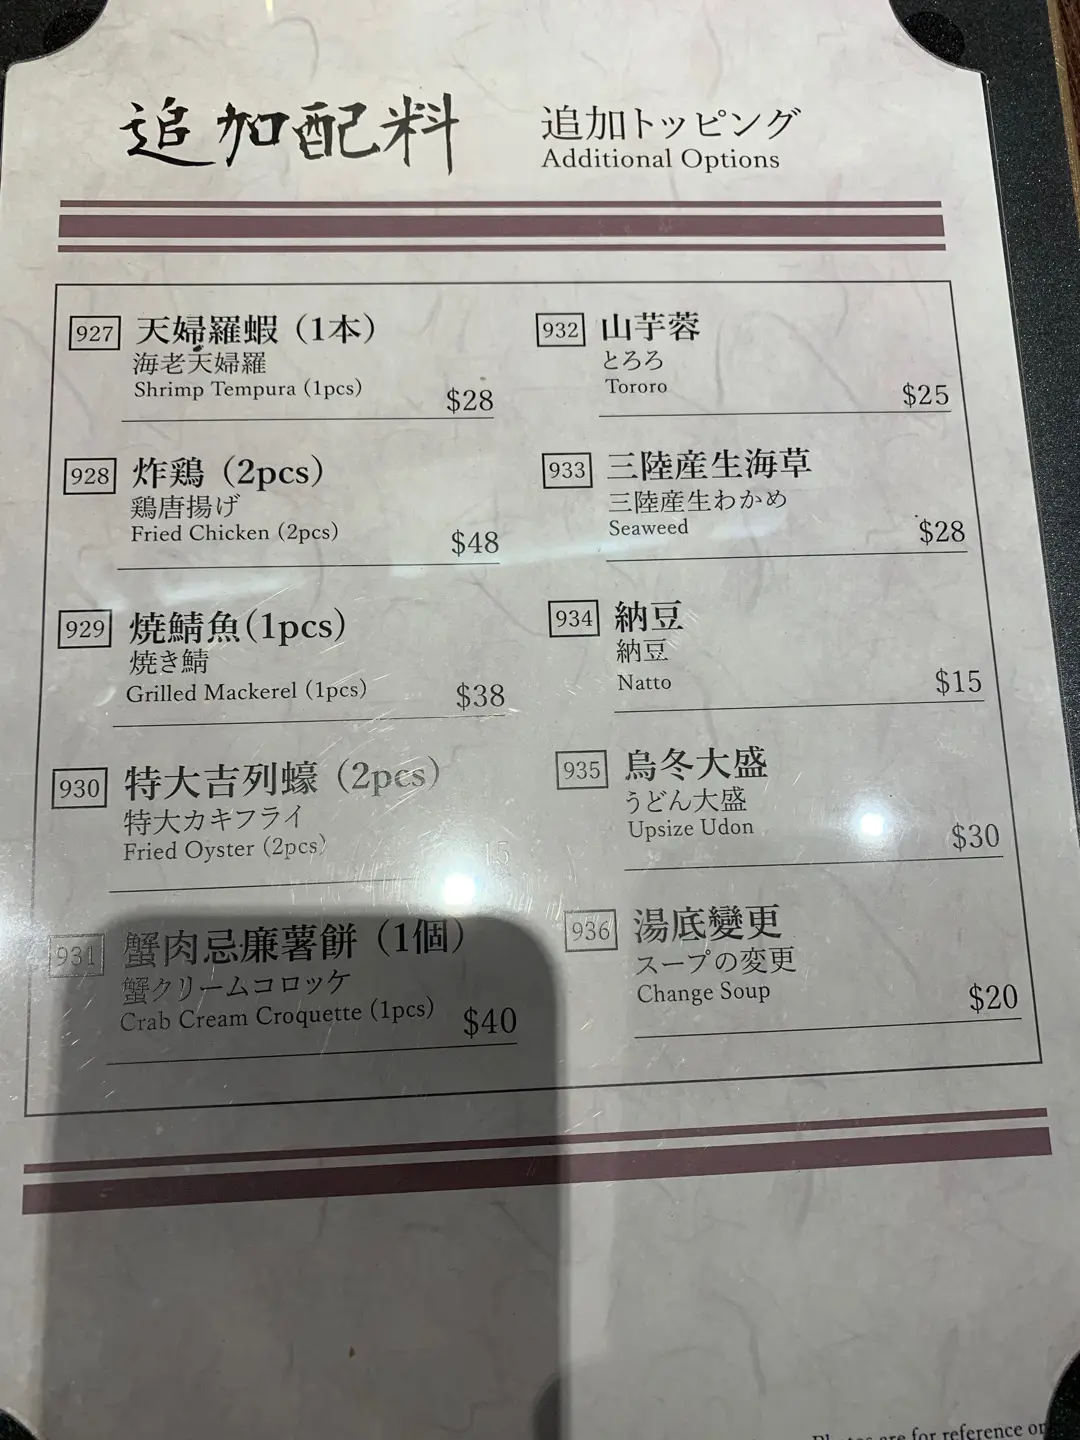 追加配料
追加トッピング
Additional Options
927 天婦羅蝦（1本）
海老天婦羅
Shrimp Tempura (1pcs)
$28
928 炸鶏（2pcs）
鶏唐揚げ
Fried Chicken (2pcs)
$48
929 焼鯖魚(1pcs)
焼き鯖
Grilled Mackerel (1pcs)
$38
930 特大吉列蠔（2pcs）
特大カキフライ
Fried Oyster (2pcs)
931 蟹肉忌廉薯餅（1個）
蟹クリームコロッケ
Crab Cream Croquette (1pcs)
$40
932 山芋蓉
とろろ
Tororo
$25
933 三陸産生海草
三陸産生わかめ
Seaweed
$28
934 納豆
納豆
Natto
$15
935 烏冬大盛
うどん大盛
Upsize Udon
$30
936 湯底變更
スープの変更
Change Soup
$20
are for reference